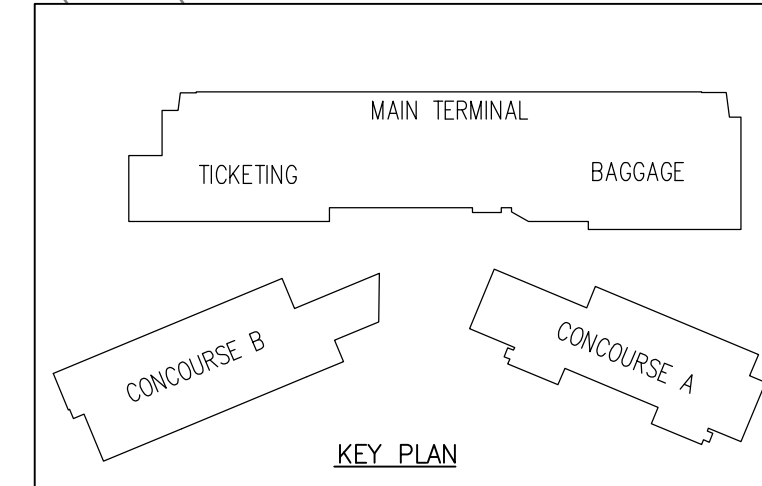 MAIN TERMINAL
TICKETING
BAGGAGE
CONCOURSE B
CONCOURSE A
KEY PLAN